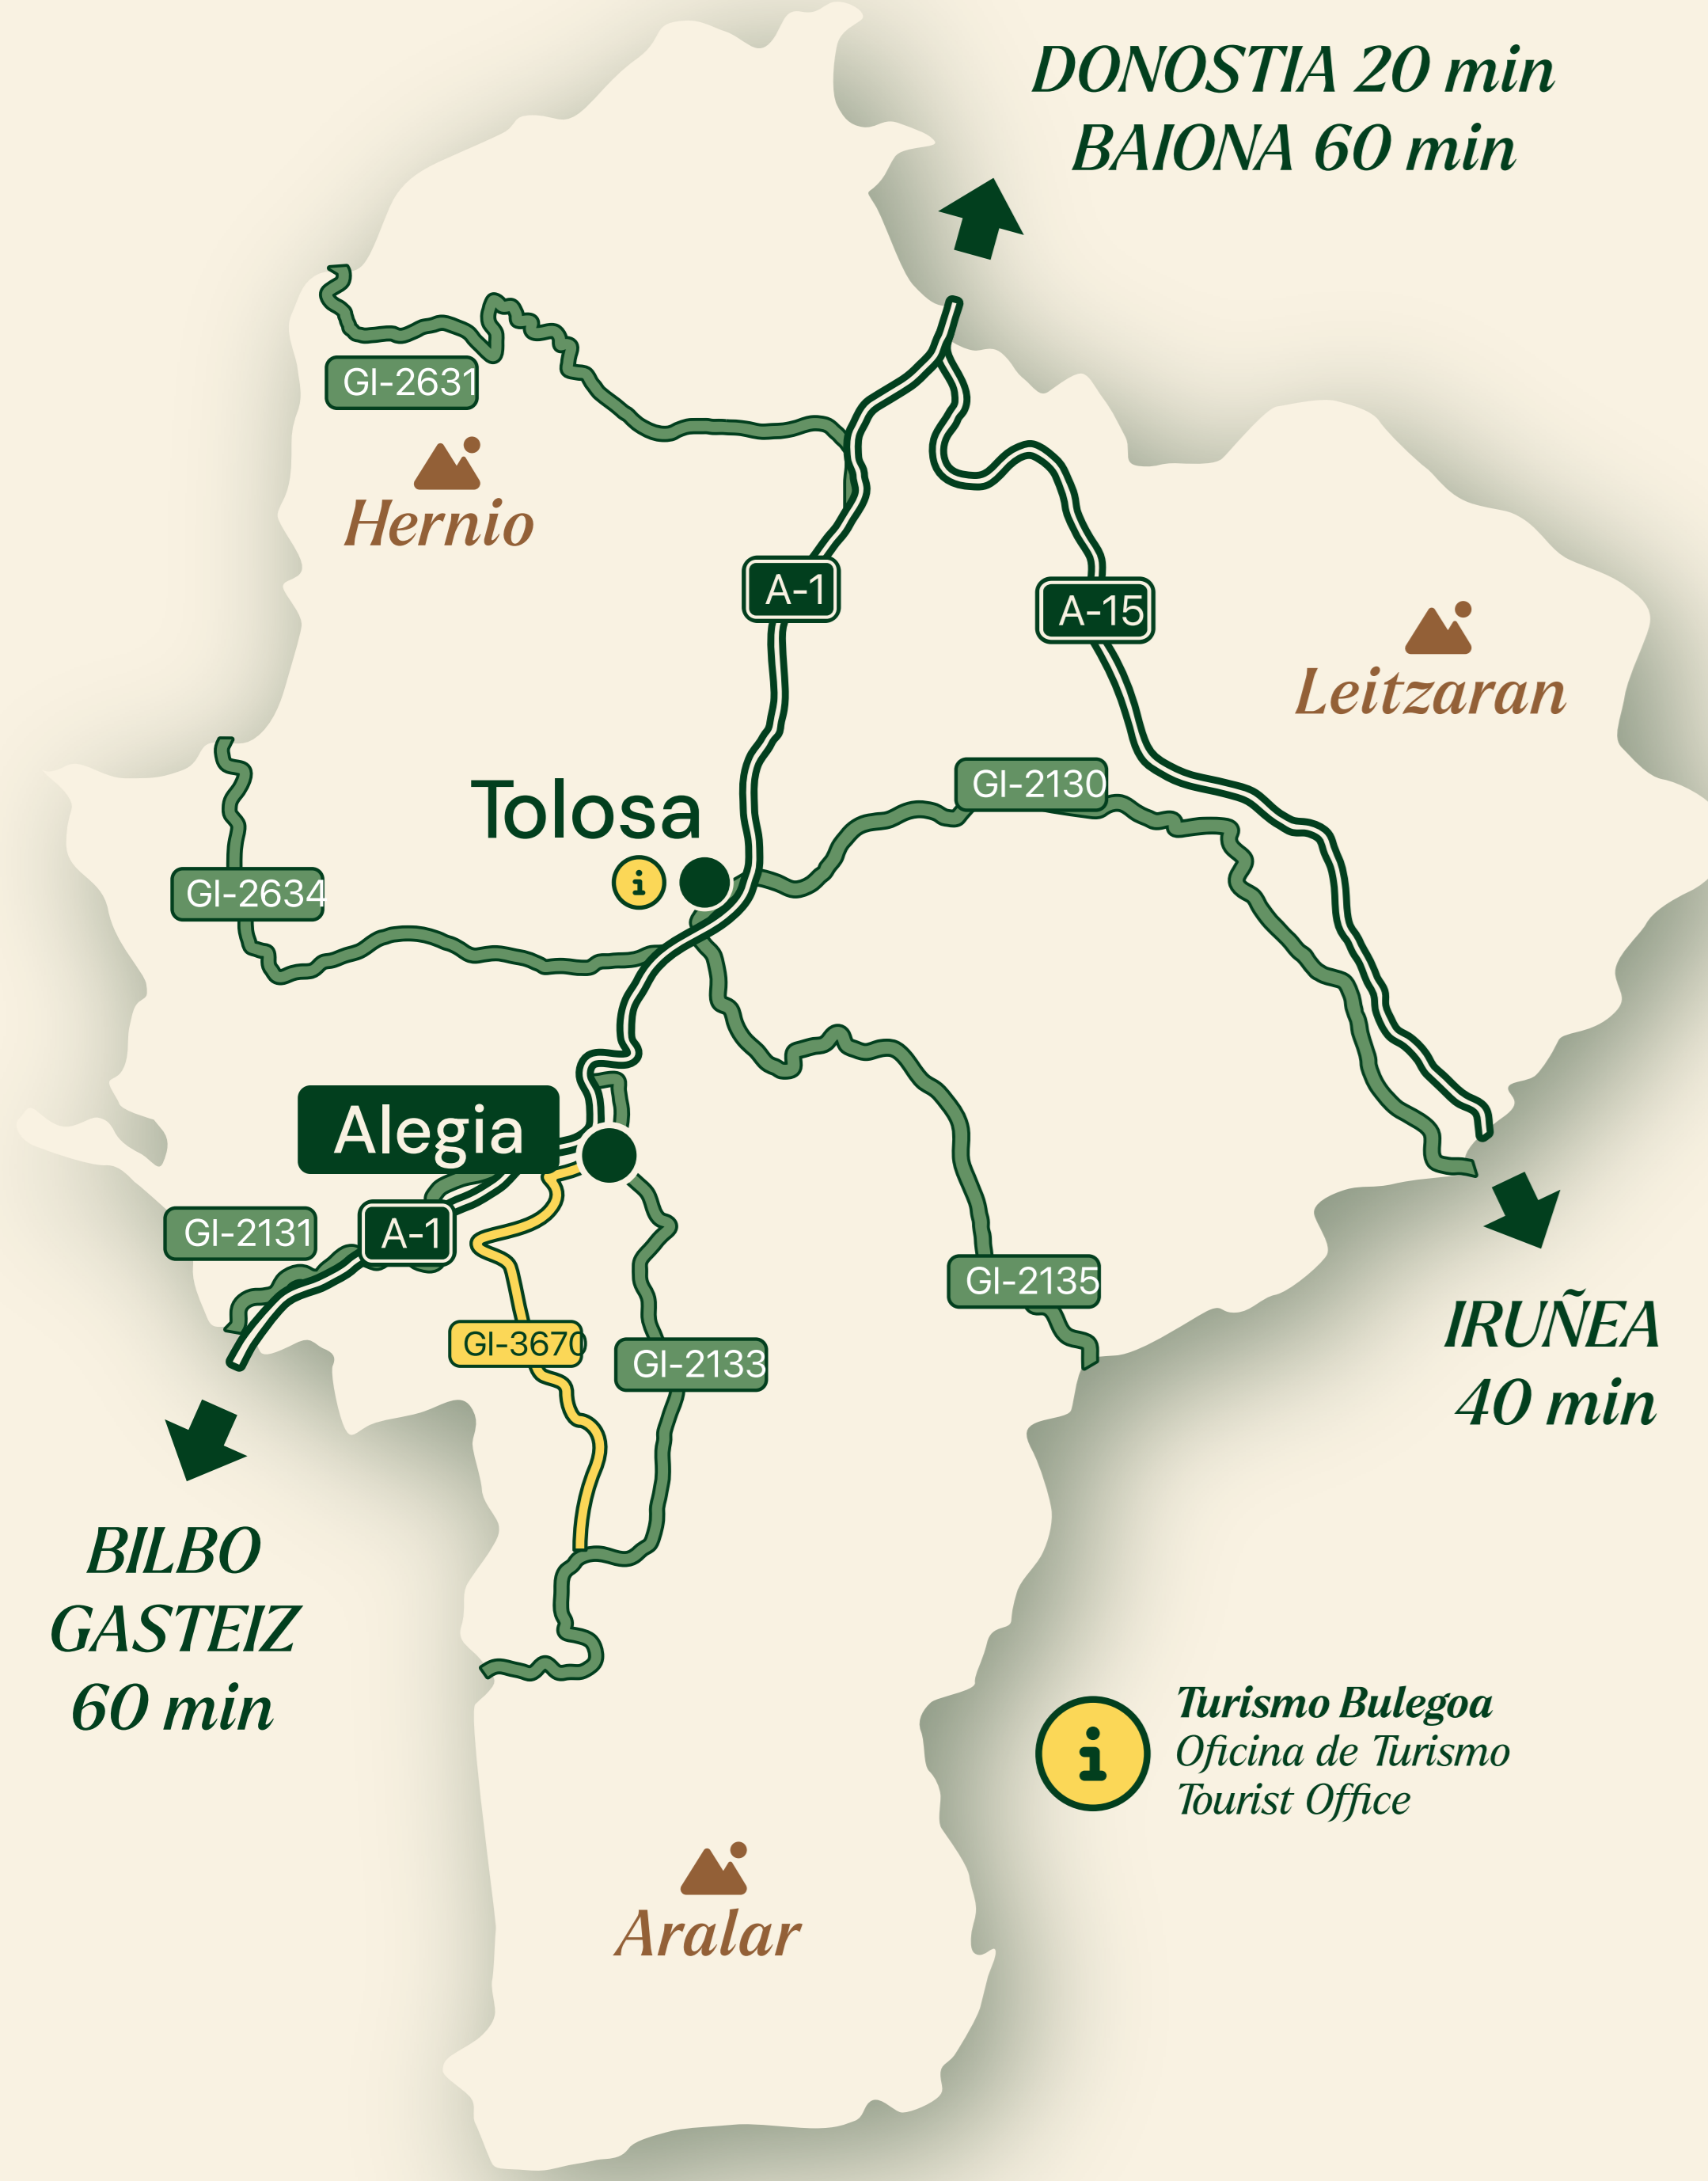 DONOSTIA 20 min
BAIONA 60 min
GI-2631
Hernio
A-1
A-15
Leitzaran
Tolosa
GI-2130
GI-2634
Alegia
GI-2131
A-1
GI-2135
GI-3670
GI-2133
IRUÑEA
40 min
BILBO
GASTEIZ
60 min
Turismo Bulegoa
Oficina de Turismo
Tourist Office
Aralar